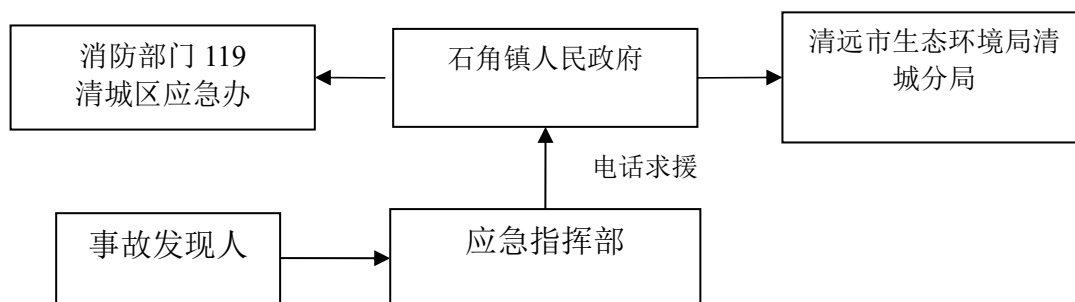 消防部门 119
清城区应急办
石角镇人民政府
清远市生态环境局清
城分局
电话求援
事故发现人
应急指挥部